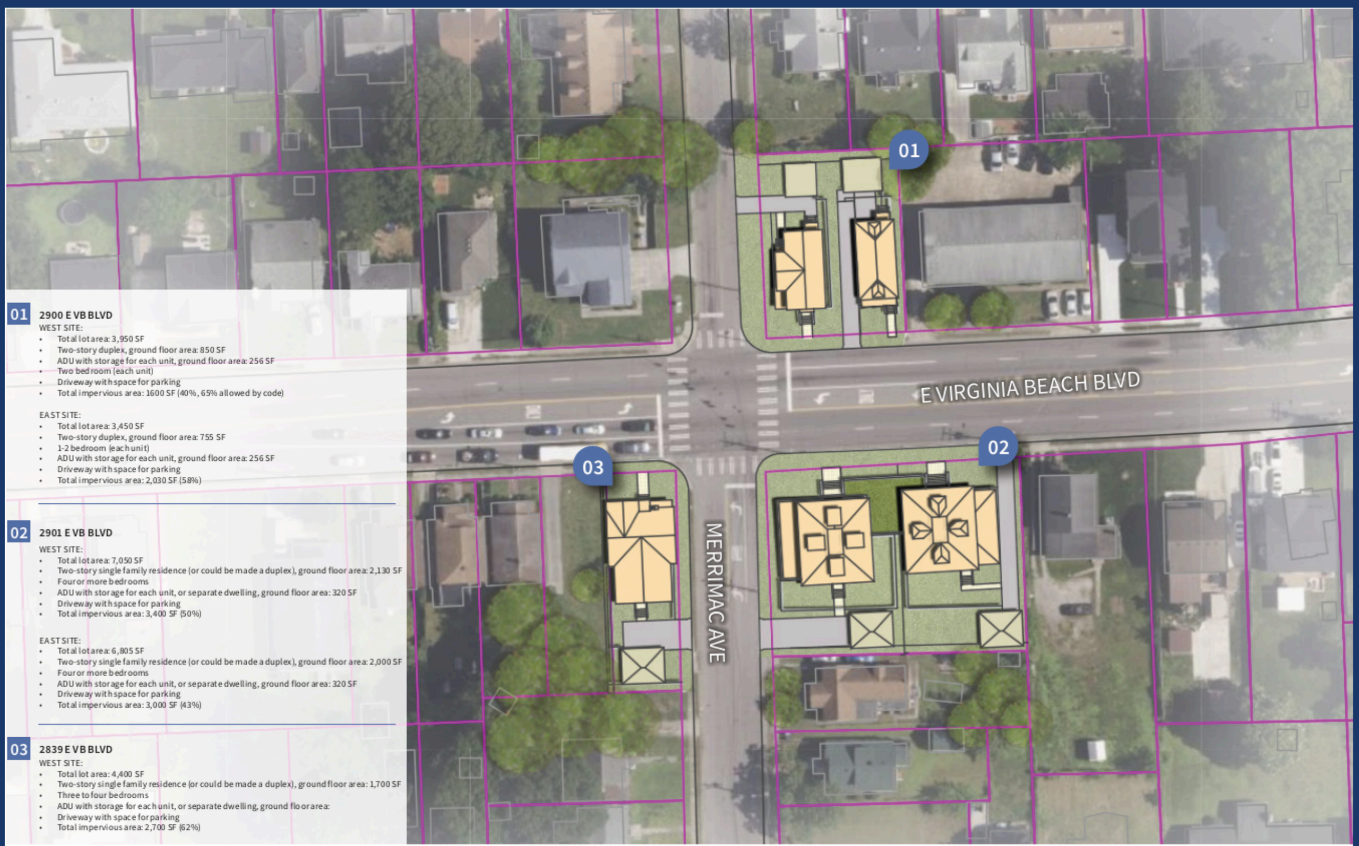 01
2900 E VB BLVD
WEST SITE:
• Total lot area: 3,950 SF
• Two-story duplex, ground floor area: 850 SF
• ADU with storage for each unit, ground floor area: 256 SF
• Two bedroom (each unit)
• Driveway with space for parking
• Total impervious area: 1600 SF (40%, 65% allowed by code)
EAST SITE:
• Total lot area: 3,450 SF
• Two-story duplex, ground floor area: 755 SF
• 1-2 bedroom (each unit)
• ADU with storage for each unit, ground floor area: 256 SF
• Driveway with space for parking
• Total impervious area: 2,030 SF (58%)
02
2901 E VB BLVD
WEST SITE:
• Total lot area: 7,050 SF
• Two-story single family residence (or could be made a duplex), ground floor area: 2,130 SF
• Four or more bedrooms
• ADU with storage for each unit, or separate dwelling, ground floor area: 320 SF
• Driveway with space for parking
• Total impervious area: 3,400 SF (50%)
EAST SITE:
• Total lot area: 6,805 SF
• Two-story single family residence (or could be made a duplex), ground floor area: 2,000 SF
• Four or more bedrooms
• ADU with storage for each unit, or separate dwelling, ground floor area: 320 SF
• Driveway with space for parking
• Total impervious area: 3,000 SF (43%)
03
2839 E VB BLVD
WEST SITE:
• Total lot area: 4,400 SF
• Two-story single family residence (or could be made a duplex), ground floor area: 1,700 SF
• Three to four bedrooms
• ADU with storage for each unit, or separate dwelling, ground floor area:
• Driveway with space for parking
• Total impervious area: 2,700 SF (62%)
01
E VIRGINIA BEACH BLVD
02
03
MERRIMAC AVE